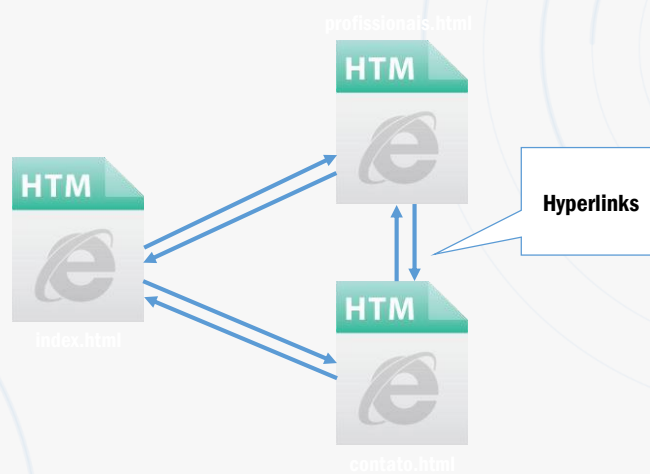 profissionais.html
HTM
HTM
index.html
Hyperlinks
HTM
contato.html